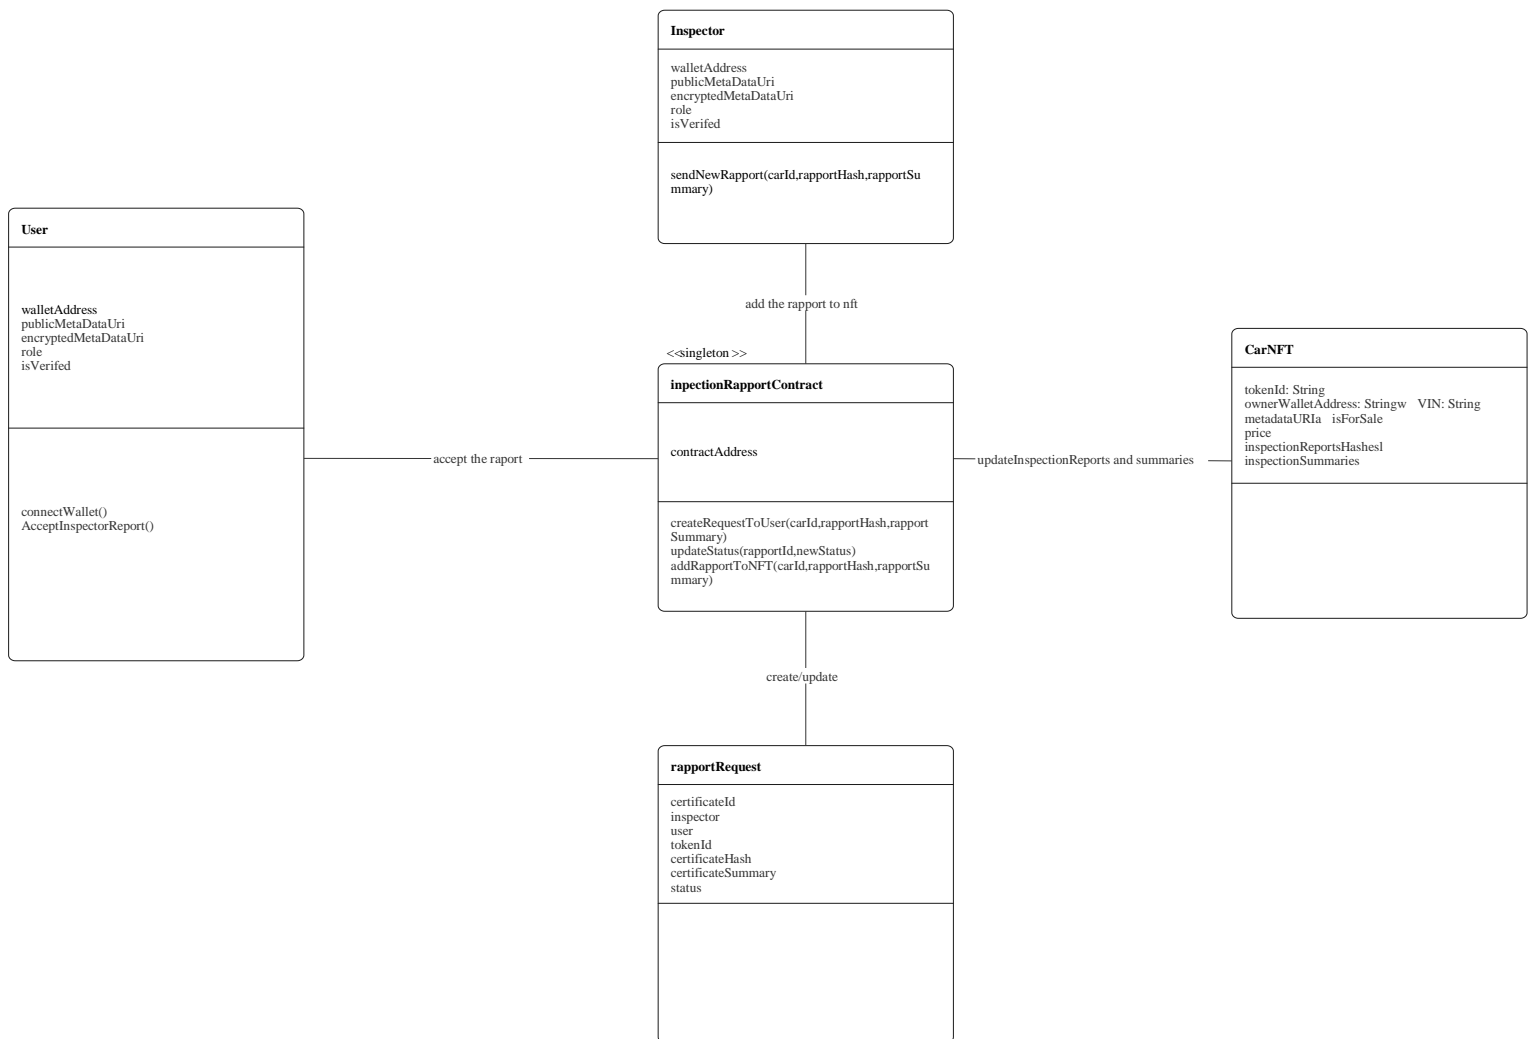 Inspector
walletAddress
publicMetaDataUri
encryptedMetaDataUri
role
isVerifed
sendNewRapport(carId,rapportHash,rapportSu
mmary)
User
walletAddress
publicMetaDataUri
encryptedMetaDataUri
role
isVerifed
connectWallet()
AcceptInspectorReport()
add the rapport to nft
accept the raport
<<singleton>>
inpectionRapportContract
contractAddress
createRequestToUser(carId,rapportHash,rapport
Summary)
updateStatus(rapportId,newStatus)
addRapportToNFT(carId,rapportHash,rapportSu
mmary)
updateInspectionReports and summaries
CarNFT
tokenId: String
ownerWalletAddress: Stringw VIN: String
metadataURIa isForSale
price
inspectionReportsHashesl
inspectionSummaries
create/update
rapportRequest
certificateId
inspector
user
tokenId
certificateHash
certificateSummary
status